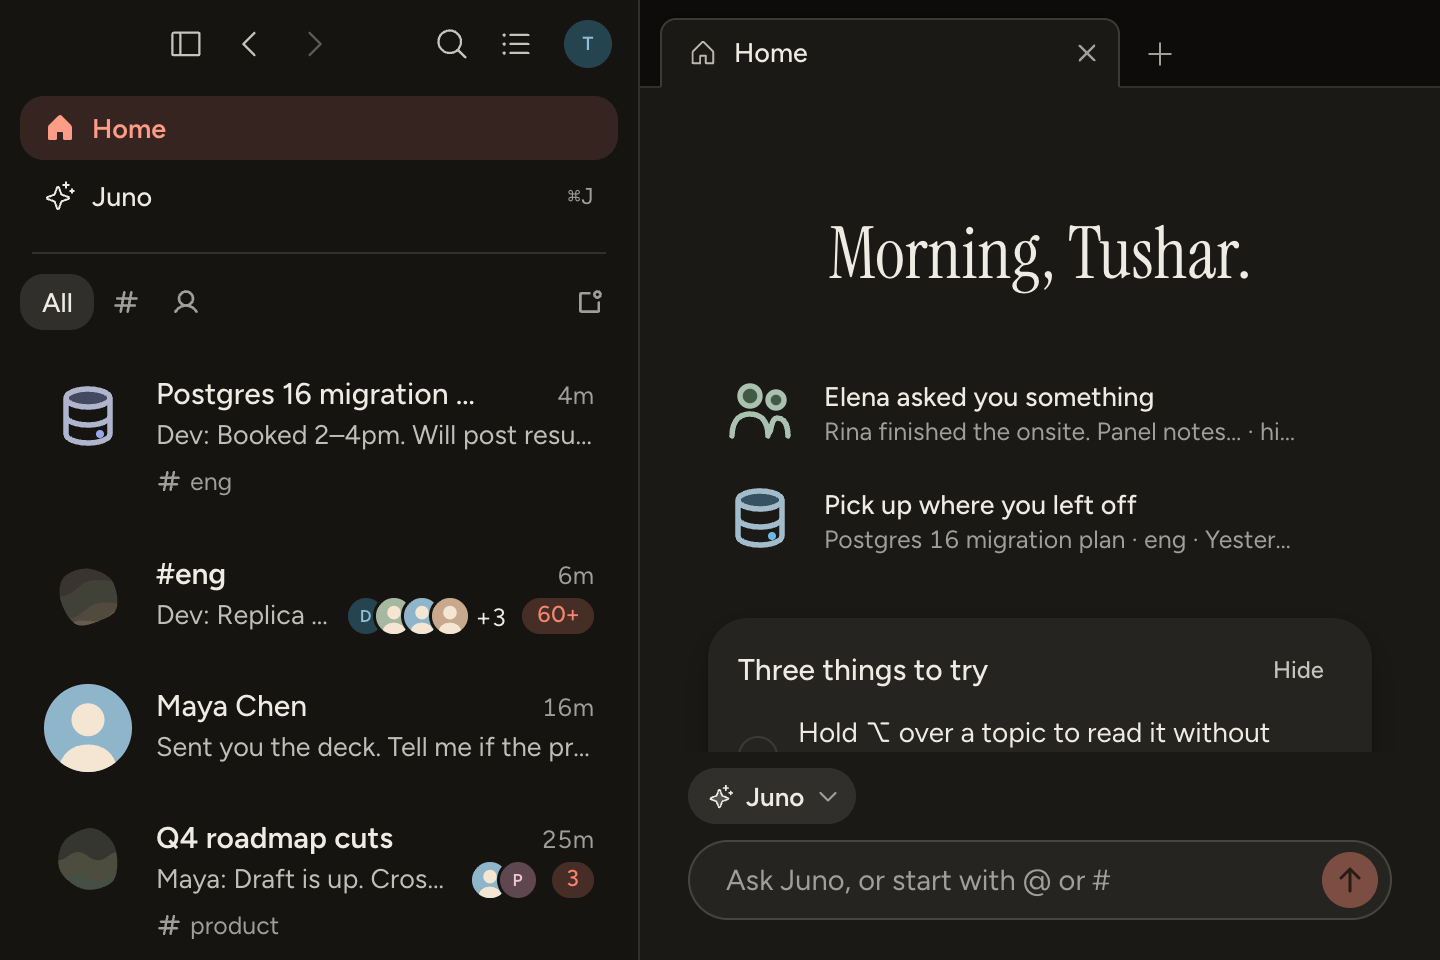 T
Home
Juno
⌘J
All
Postgres 16 migration ...
4m
Dev: Booked 2–4pm. Will post resu...
# eng
#eng
6m
Dev: Replica ...
D
+3
60+
Maya Chen
16m
Sent you the deck. Tell me if the pr...
Q4 roadmap cuts
25m
Maya: Draft is up. Cros...
P
3
# product
Home
Morning, Tushar.
Elena asked you something
Rina finished the onsite. Panel notes... · hi...
Pick up where you left off
Postgres 16 migration plan · eng · Yester...
Three things to try
Hide
Hold ⌥ over a topic to read it without
Juno
Ask Juno, or start with @ or #